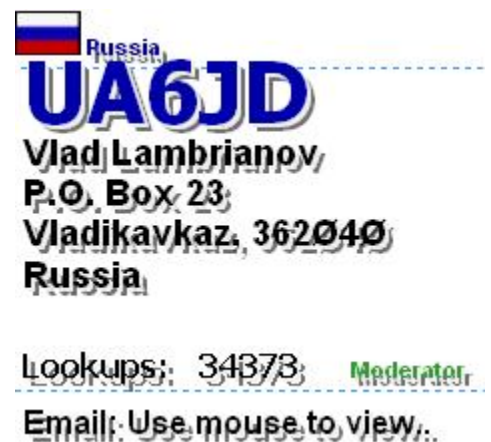 Russia
UA6JD
Vlad Lambrianov
P.O. Box 23
Vladikavkaz, 362Ø4Ø
Russia
Lookups: 34373 Moderator
Email: Use mouse to view..